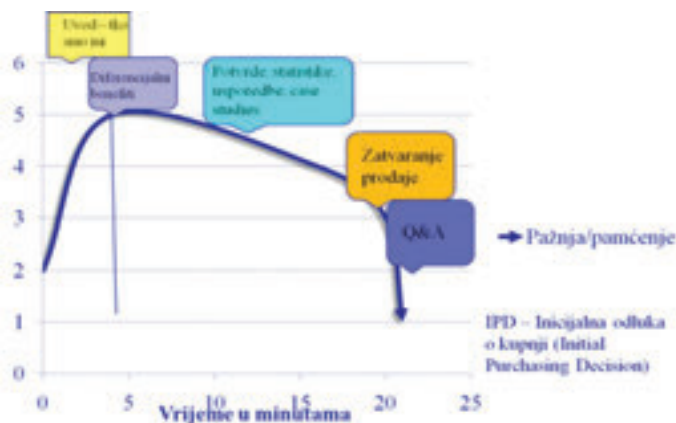 Uvod – tko
smo mi
Diferencijalni
benefiti
Potvrde, statistike,
usporedbe, case
studies
Zatvaranje
prodaje
Q&A
6
5
4
3
2
1
0
0 5 10 15 20 25
Vrijeme u minutama
Pažnja/pamćenje
IPD – Inicijalna odluka
o kupnji (Initial
Purchasing Decision)